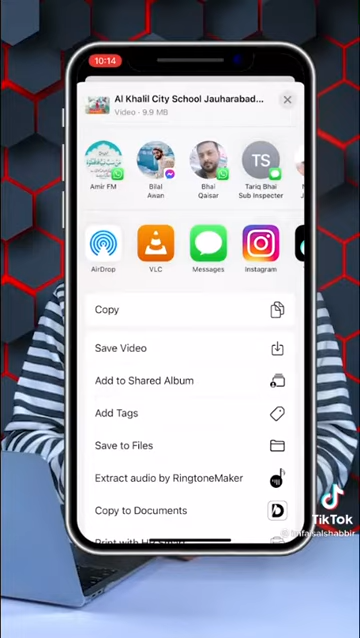 10:14
Al Khalil City School Jauharabad...
Video · 9.9 MB
TS
Amir FM
Bilal
Awan
Bhai
Qaisar
Tariq Bhai
Sub Inspecter
AirDrop
VLC
Messages
Instagram
Copy
Save Video
Add to Shared Album
Add Tags
Save to Files
Extract audio by RingtoneMaker
Copy to Documents
Print with
TikTok